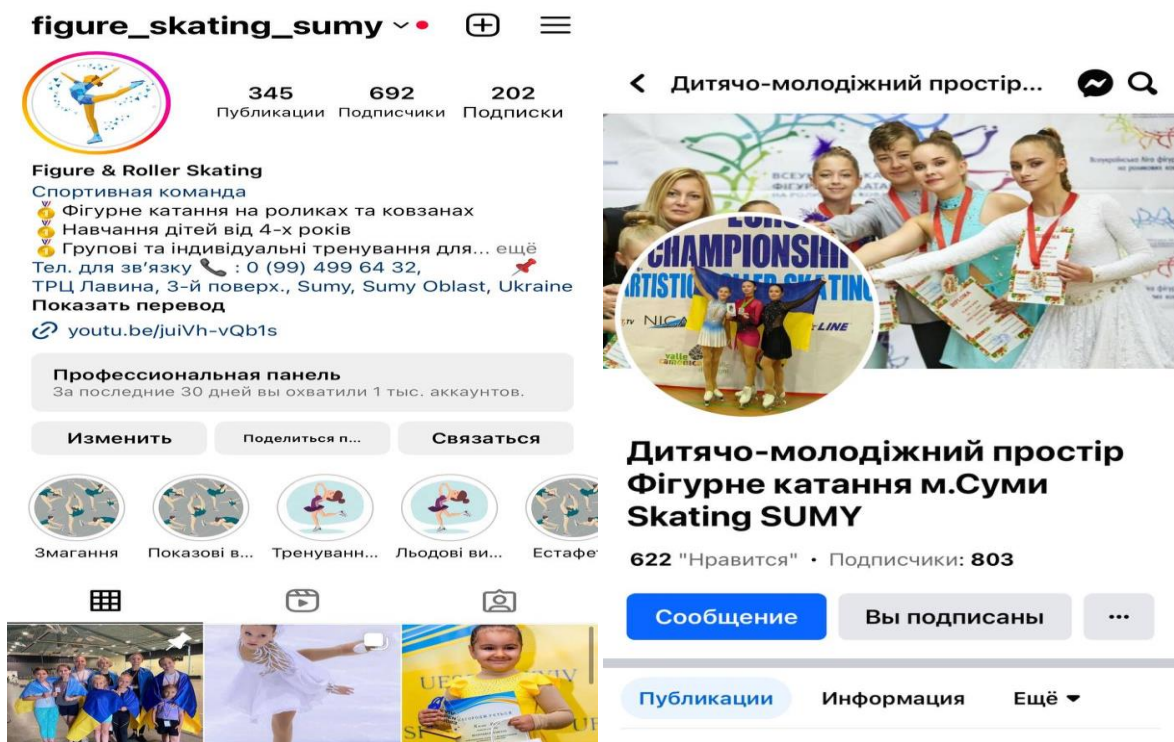 figure_skating_sumy
345 692 202
Публикации Подписчики Подписки
Figure & Roller Skating
Спортивная команда
🏅 Фігурне катання на роликах та ковзанах
🏅 Навчання дітей від 4-х років
🏅 Групові та індивідуальні тренування для... ещё
Тел. для зв’язку 📞 : 0 (99) 499 64 32, 📌
ТРЦ Лавина, 3-й поверх., Sumy, Sumy Oblast, Ukraine
Показать перевод
youtu.be/juiVh-vQb1s
Профессиональная панель
За последние 30 дней вы охватили 1 тыс. аккаунтов.
Изменить Поделиться п... Связаться
Змагання Показові в... Тренуванн... Льодові ви... Естафе
Дитячо-молодіжний простір...
CHAMPIONSHI
ARTISTIC ROLLER SKATING
NICA
-LINE
valle
camonica
DIPLOMA
Дитячо-молодіжний простір
Фігурне катання м.Суми
Skating SUMY
622 "Нравится" • Подписчики: 803
Сообщение Вы подписаны ...
Публикации Информация Ещё